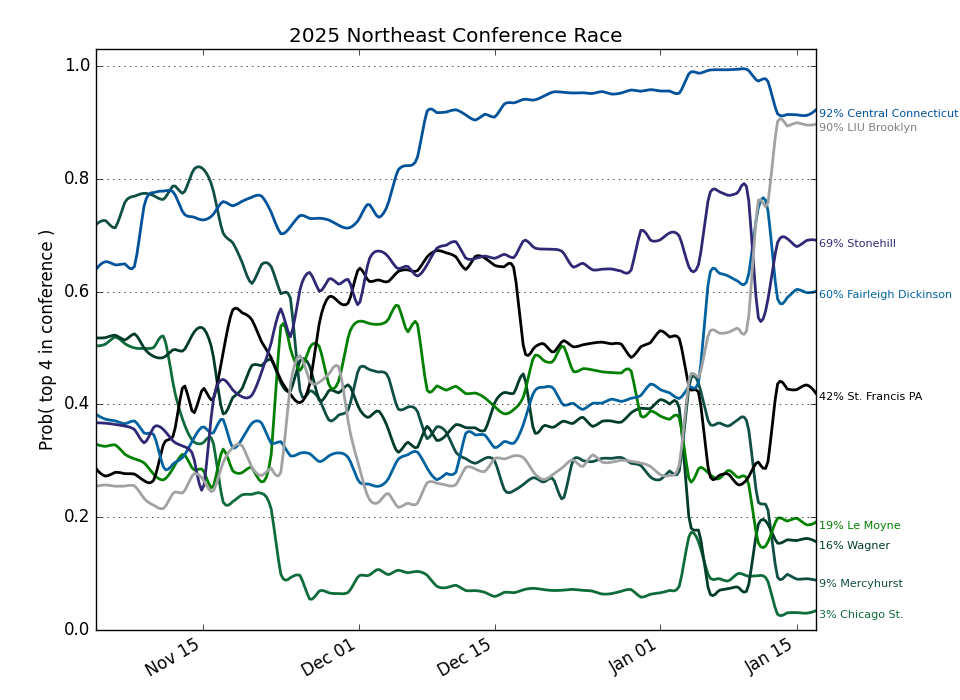 2025 Northeast Conference Race
Prob( top 4 in conference )
1.0
0.8
0.6
0.4
0.2
0.0
Nov 15
Dec 01
Dec 15
Jan 01
Jan 15
92% Central Connecticut
90% LIU Brooklyn
69% Stonehill
60% Fairleigh Dickinson
42% St. Francis PA
19% Le Moyne
16% Wagner
9% Mercyhurst
3% Chicago St.